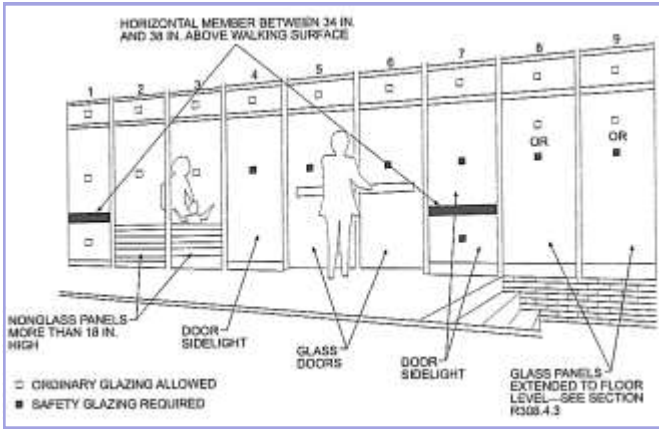 HORIZONTAL MEMBER BETWEEN 34 IN.
AND 38 IN. ABOVE WALKING SURFACE
1
2
3
4
5
6
7
8
9
OR
OR
NONGLASS PANELS
MORE THAN 18 IN.
HIGH
DOOR
SIDELIGHT
GLASS
DOORS
DOOR
SIDELIGHT
GLASS PANELS
EXTENDED TO FLOOR
LEVEL—SEE SECTION
R308.4.3
□ ORDINARY GLAZING ALLOWED
■ SAFETY GLAZING REQUIRED